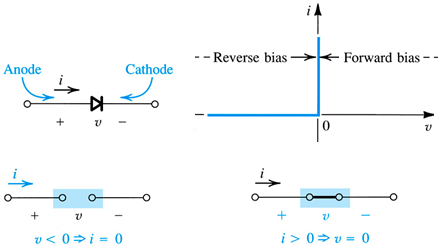 i
- - Reverse bias
Forward bias -
Anode
i
Cathode
+ v −
0
v
i
+ v −
v < 0 ⇒ i = 0
i
+ v −
i > 0 ⇒ v = 0